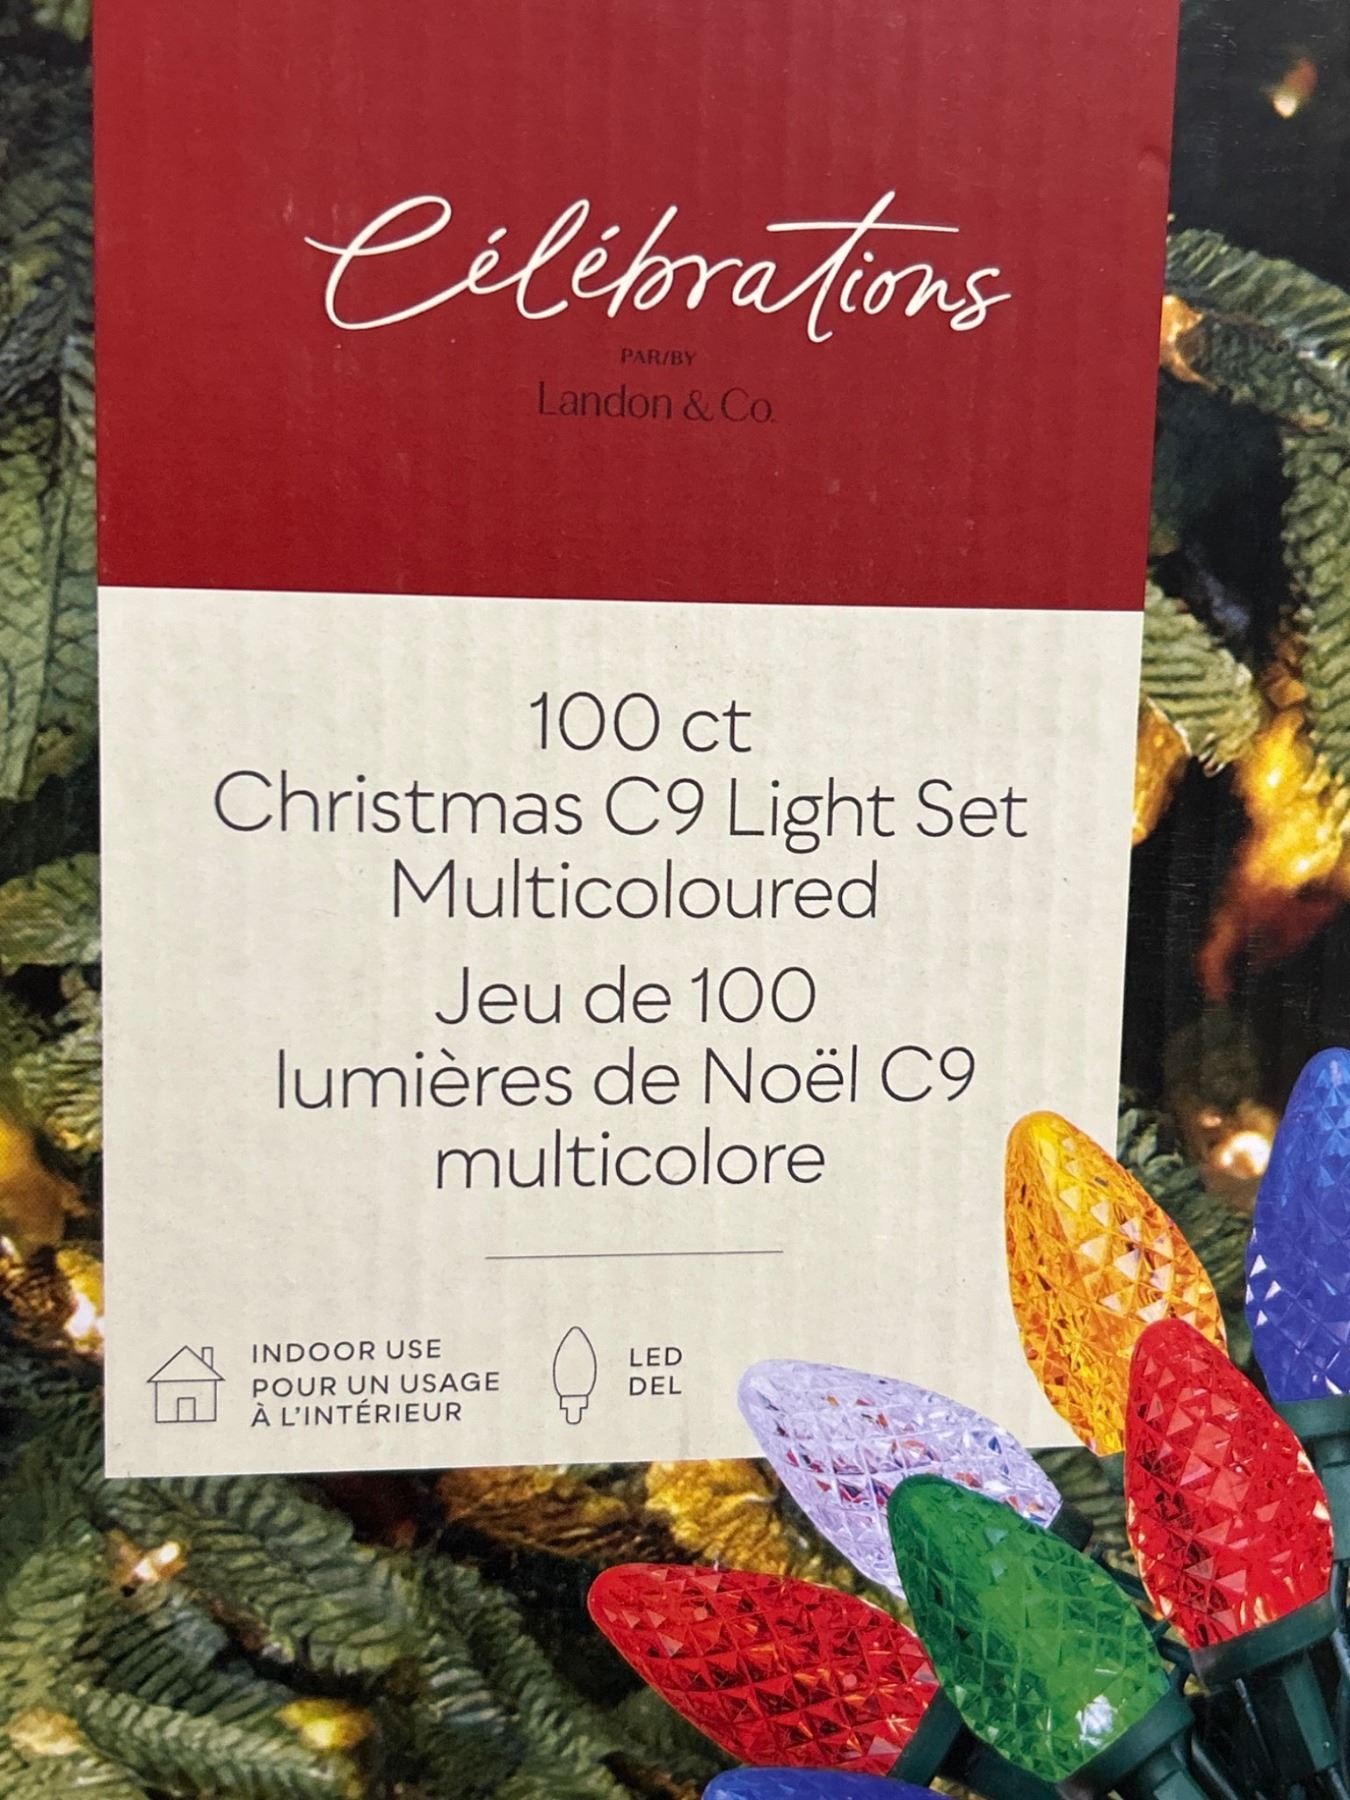 Célébrations
PAR/BY
Landon & Co.
100 ct
Christmas C9 Light Set
Multicoloured
Jeu de 100
lumières de Noël C9
multicolore
INDOOR USE
POUR UN USAGE
À L'INTÉRIEUR
LED
DEL